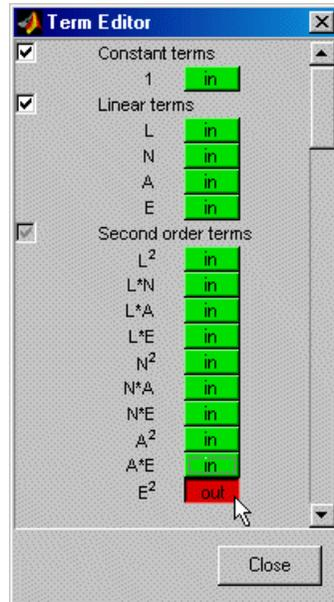 Term Editor
Constant terms
1 in
Linear terms
L in
N in
A in
E in
Second order terms
L² in
L*N in
L*A in
L*E in
N² in
N*A in
N*E in
A² in
A*E in
E² out
Close